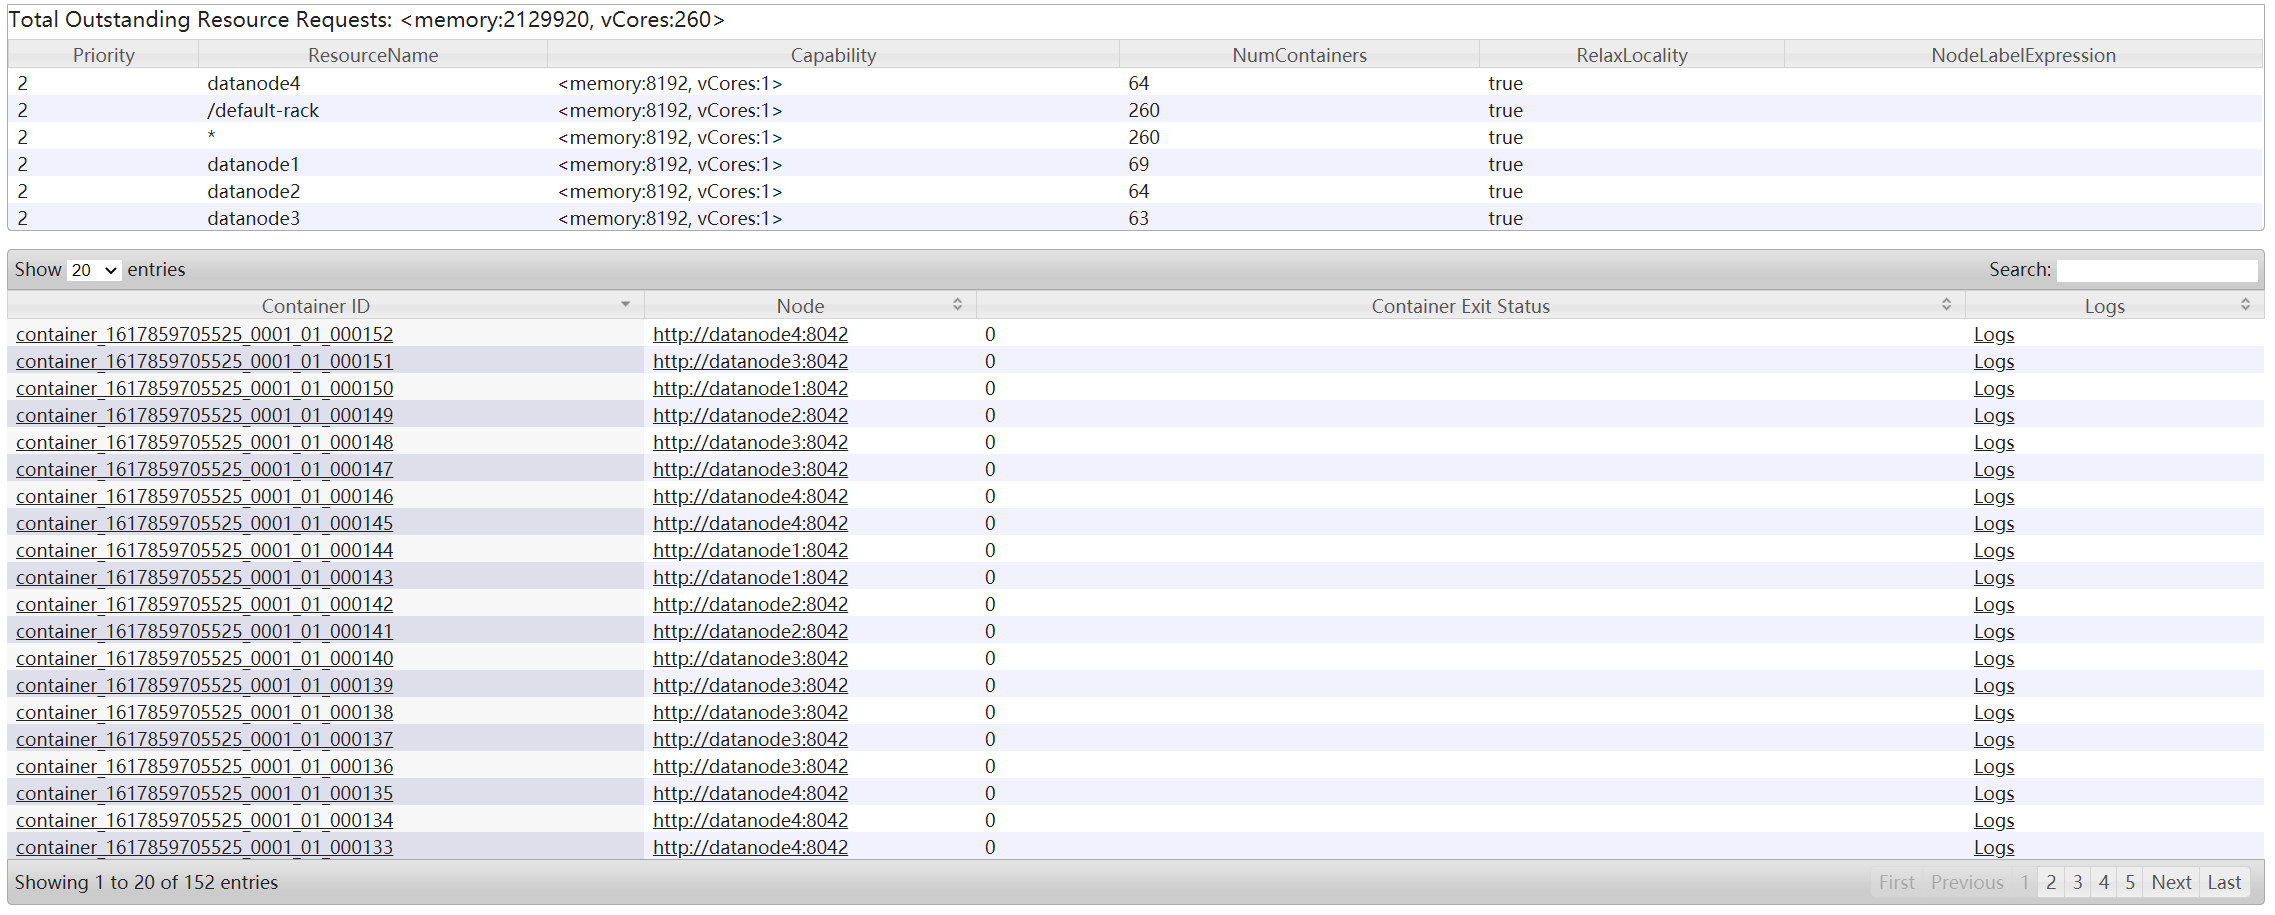 Total Outstanding Resource Requests: <memory:2129920, vCores:260>
Priority ResourceName Capability NumContainers RelaxLocality NodeLabelExpression
2 datanode4 <memory:8192, vCores:1> 64 true
2 /default-rack <memory:8192, vCores:1> 260 true
2 * <memory:8192, vCores:1> 260 true
2 datanode1 <memory:8192, vCores:1> 69 true
2 datanode2 <memory:8192, vCores:1> 64 true
2 datanode3 <memory:8192, vCores:1> 63 true
Show 20 entries Search:
Container ID Node Container Exit Status Logs
container_1617859705525_0001_01_000152 http://datanode4:8042 0 Logs
container_1617859705525_0001_01_000151 http://datanode3:8042 0 Logs
container_1617859705525_0001_01_000150 http://datanode1:8042 0 Logs
container_1617859705525_0001_01_000149 http://datanode2:8042 0 Logs
container_1617859705525_0001_01_000148 http://datanode3:8042 0 Logs
container_1617859705525_0001_01_000147 http://datanode3:8042 0 Logs
container_1617859705525_0001_01_000146 http://datanode4:8042 0 Logs
container_1617859705525_0001_01_000145 http://datanode4:8042 0 Logs
container_1617859705525_0001_01_000144 http://datanode1:8042 0 Logs
container_1617859705525_0001_01_000143 http://datanode1:8042 0 Logs
container_1617859705525_0001_01_000142 http://datanode2:8042 0 Logs
container_1617859705525_0001_01_000141 http://datanode2:8042 0 Logs
container_1617859705525_0001_01_000140 http://datanode3:8042 0 Logs
container_1617859705525_0001_01_000139 http://datanode3:8042 0 Logs
container_1617859705525_0001_01_000138 http://datanode3:8042 0 Logs
container_1617859705525_0001_01_000137 http://datanode3:8042 0 Logs
container_1617859705525_0001_01_000136 http://datanode3:8042 0 Logs
container_1617859705525_0001_01_000135 http://datanode4:8042 0 Logs
container_1617859705525_0001_01_000134 http://datanode4:8042 0 Logs
container_1617859705525_0001_01_000133 http://datanode4:8042 0 Logs
Showing 1 to 20 of 152 entries First Previous 1 2 3 4 5 Next Last